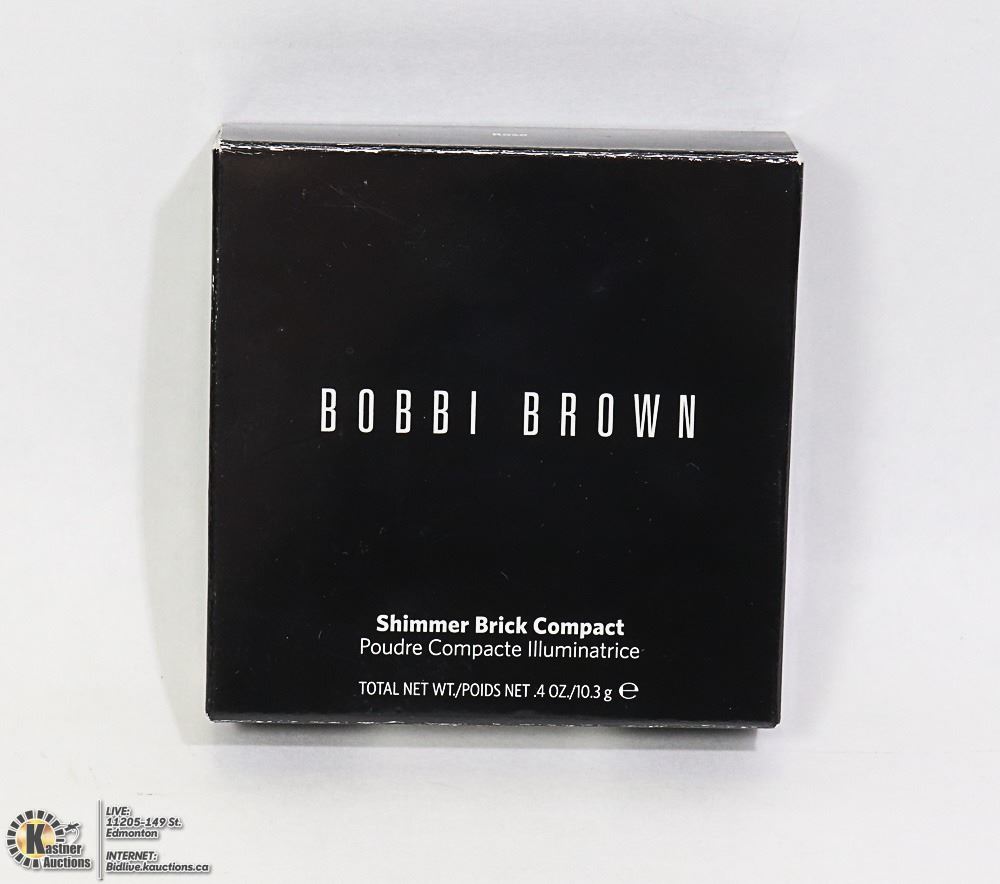 Rose
BOBBI BROWN
Shimmer Brick Compact
Poudre Compacte Illuminatrice
TOTAL NET WT./POIDS NET .4 OZ./10.3 g ℮
Kastner
Auctions
LIVE:
11205-149 St.
Edmonton
INTERNET:
Bidlive.kauctions.ca